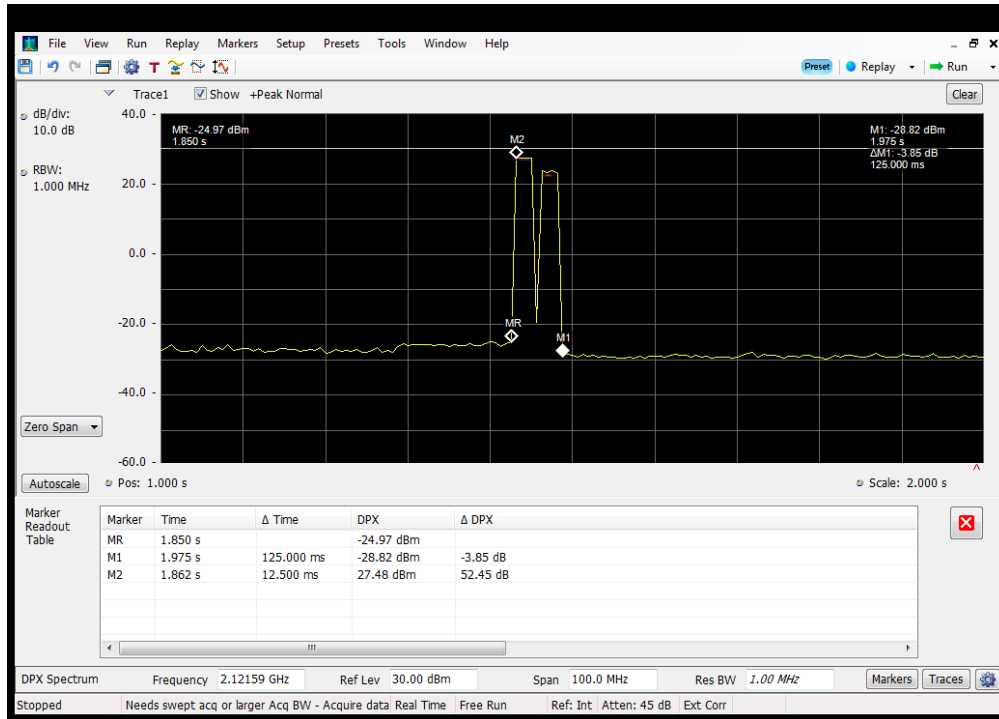 File View Run Replay Markers Setup Presets Tools Window Help
T Preset Replay Run
Trace1 Show +Peak Normal Clear
dB/div:
10.0 dB
RBW:
1.000 MHz
40.0
20.0
0.0
-20.0
-40.0
-60.0
MR: -24.97 dBm
1.850 s
M1: -28.82 dBm
1.975 s
ΔM1: -3.85 dB
125.000 ms
M2
MR
M1
Zero Span
Autoscale Pos: 1.000 s Scale: 2.000 s
Marker
Readout
Table
Marker Time Δ Time DPX Δ DPX
MR 1.850 s -24.97 dBm
M1 1.975 s 125.000 ms -28.82 dBm -3.85 dB
M2 1.862 s 12.500 ms 27.48 dBm 52.45 dB
DPX Spectrum Frequency 2.12159 GHz Ref Lev 30.00 dBm Span 100.0 MHz Res BW 1.00 MHz Markers Traces
Stopped Needs swept acq or larger Acq BW - Acquire data Real Time Free Run Ref: Int Atten: 45 dB Ext Corr